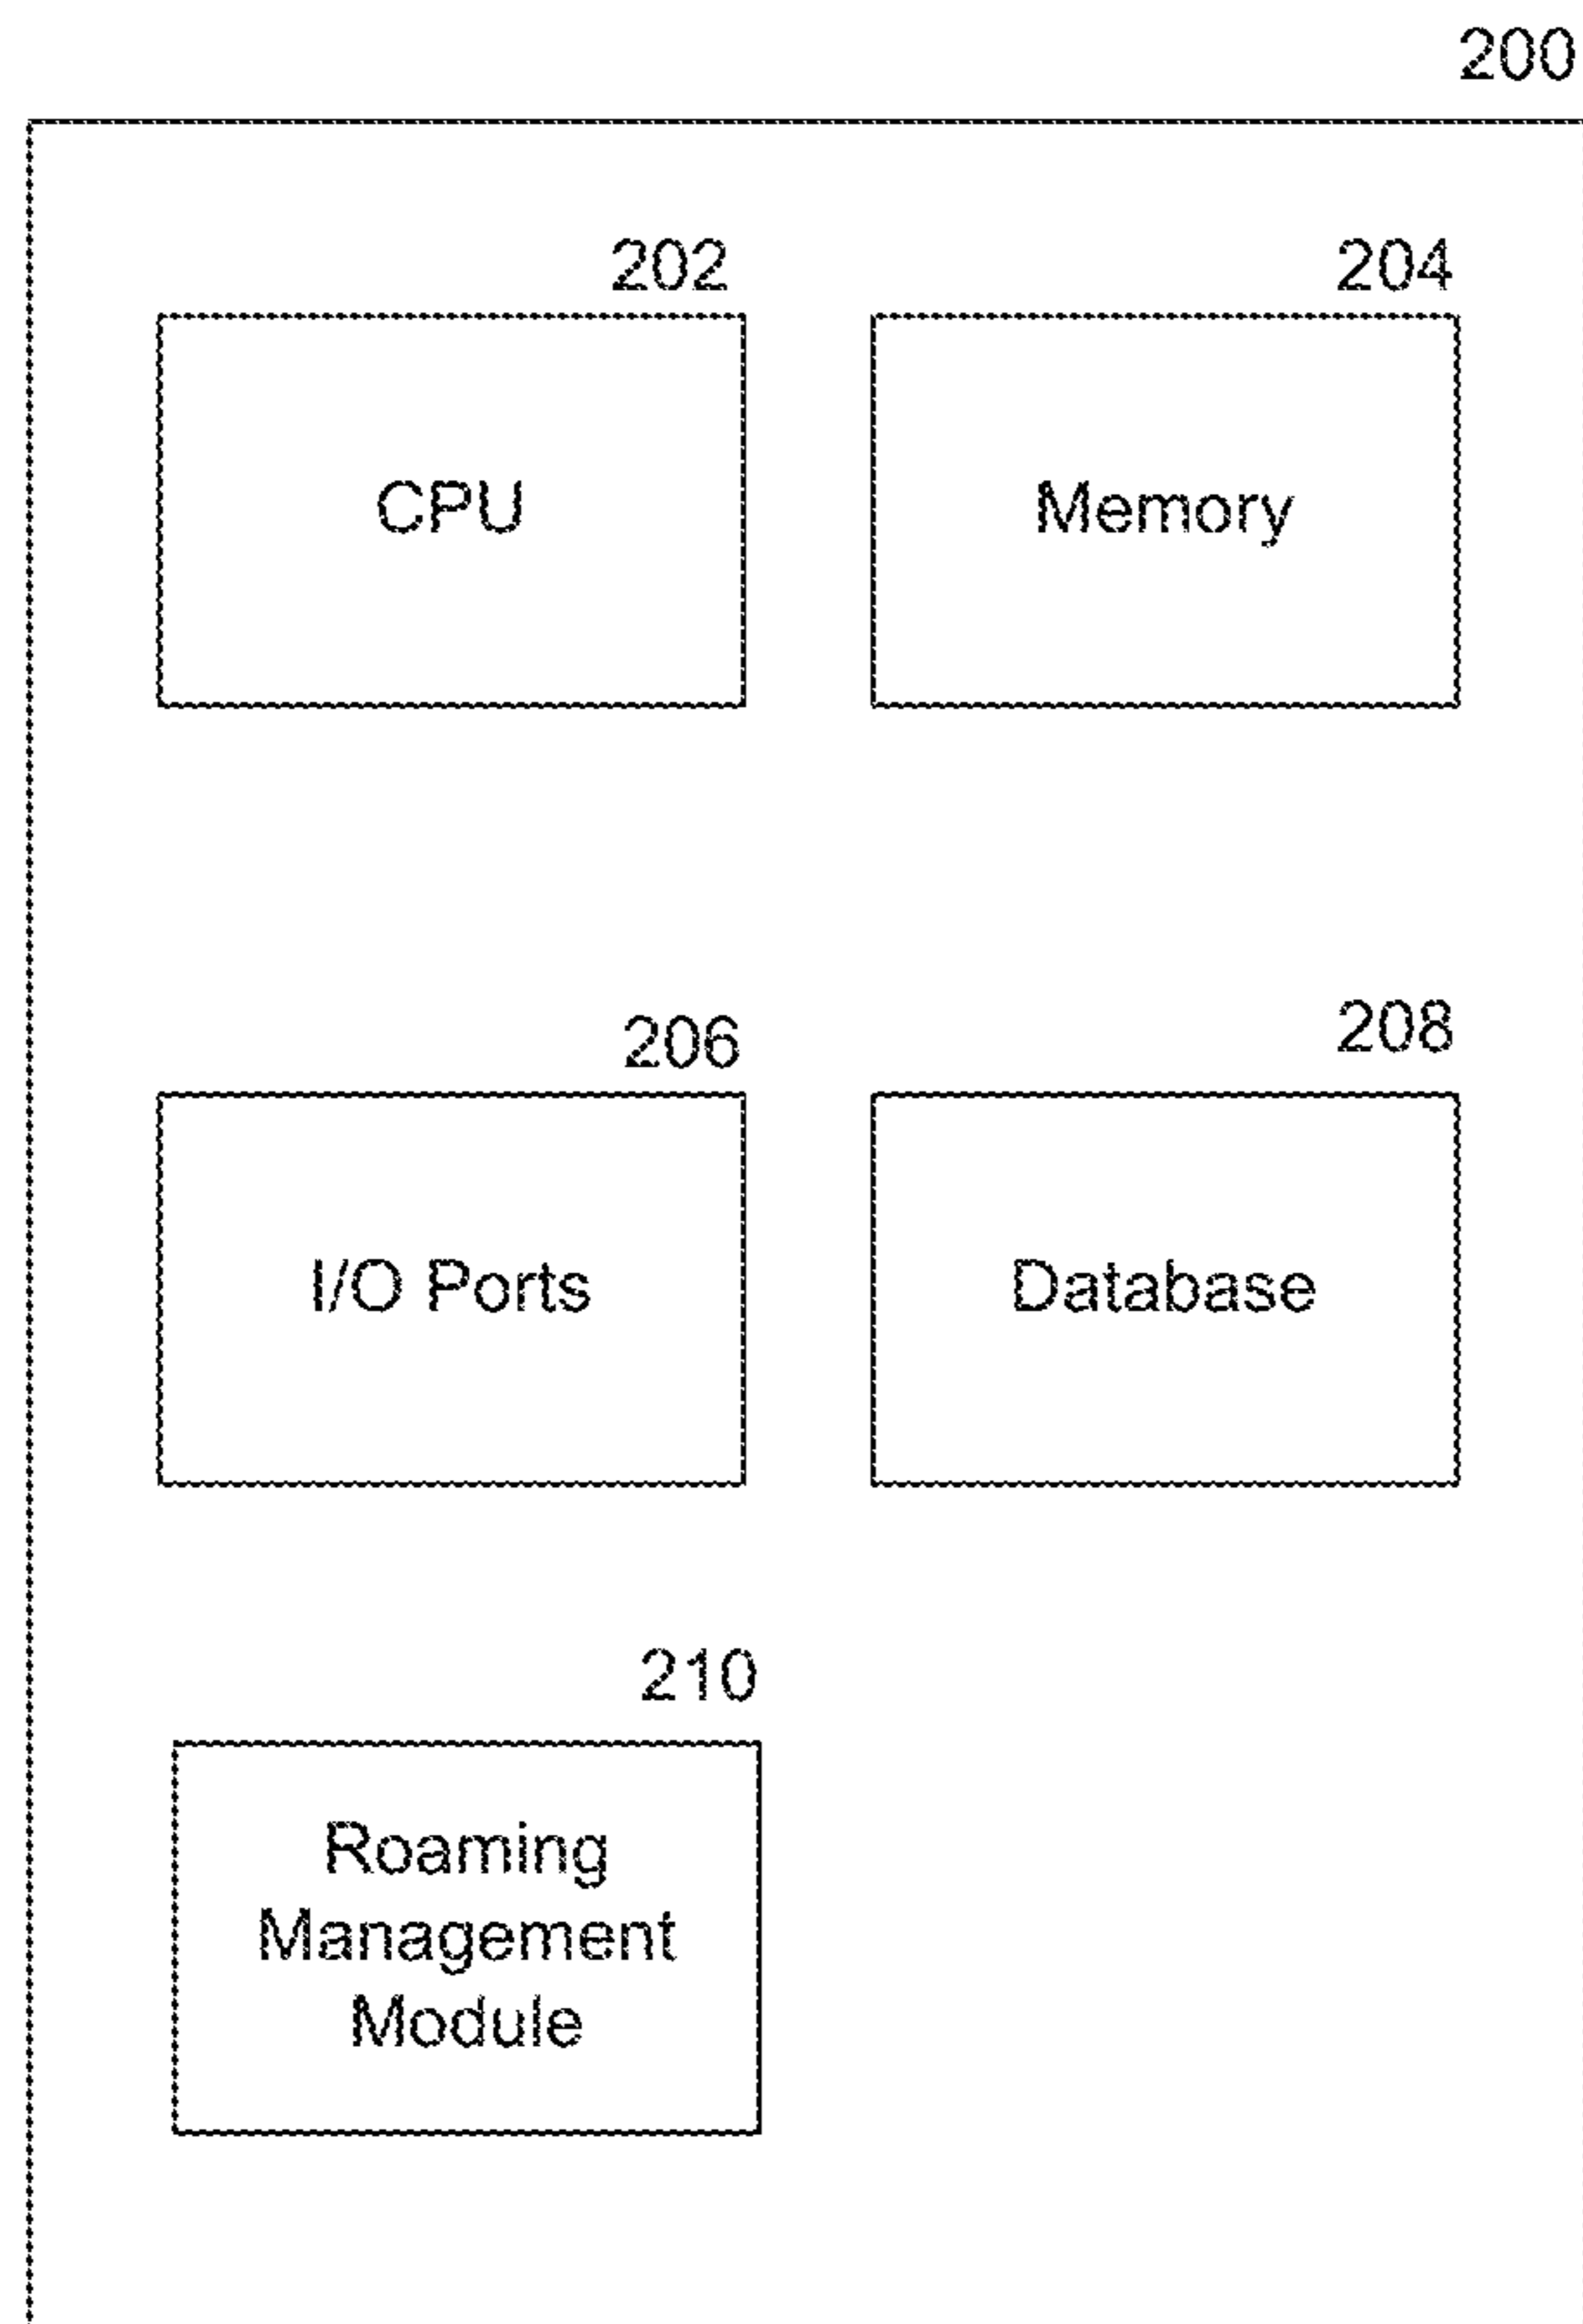 200
202
204
CPU
Memory
206
208
I/O Ports
Database
210
Roaming
Management
Module